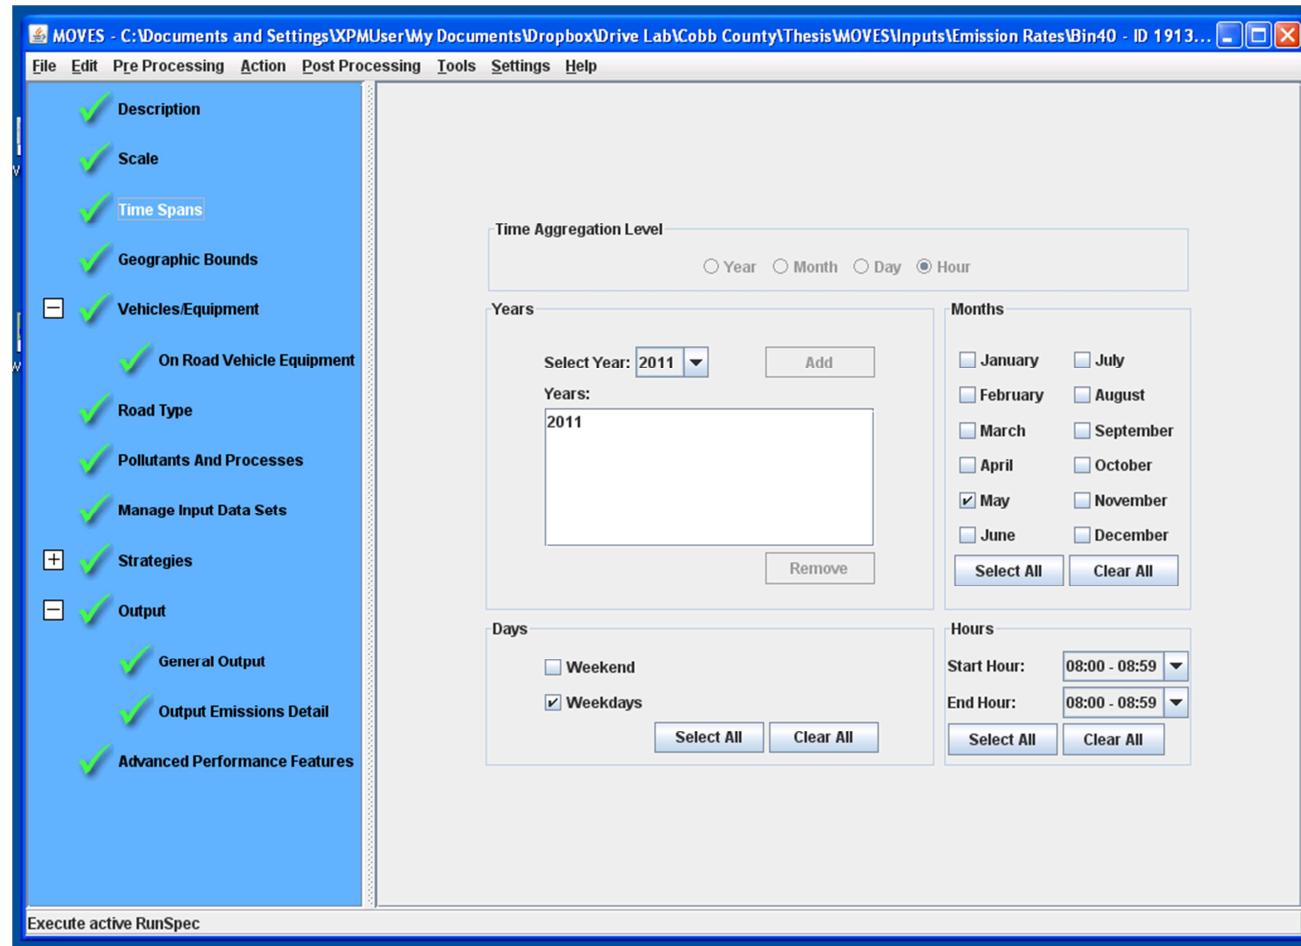 MOVES - C:\Documents and Settings\XPMUser\My Documents\Dropbox\Drive Lab\Cobb County\Thesis\MOVES\Inputs\Emission Rates\Bin40 - ID 1913...
File Edit Pre Processing Action Post Processing Tools Settings Help
Description
Scale
Time Spans
Geographic Bounds
Vehicles/Equipment
On Road Vehicle Equipment
Road Type
Pollutants And Processes
Manage Input Data Sets
Strategies
Output
General Output
Output Emissions Detail
Advanced Performance Features
Time Aggregation Level
Year Month Day Hour
Years
Select Year: 2011 Add
Years:
2011
Remove
Months
January July
February August
March September
April October
May November
June December
Select All Clear All
Days
Weekend
Weekdays
Select All Clear All
Hours
Start Hour: 08:00 - 08:59
End Hour: 08:00 - 08:59
Select All Clear All
Execute active RunSpec